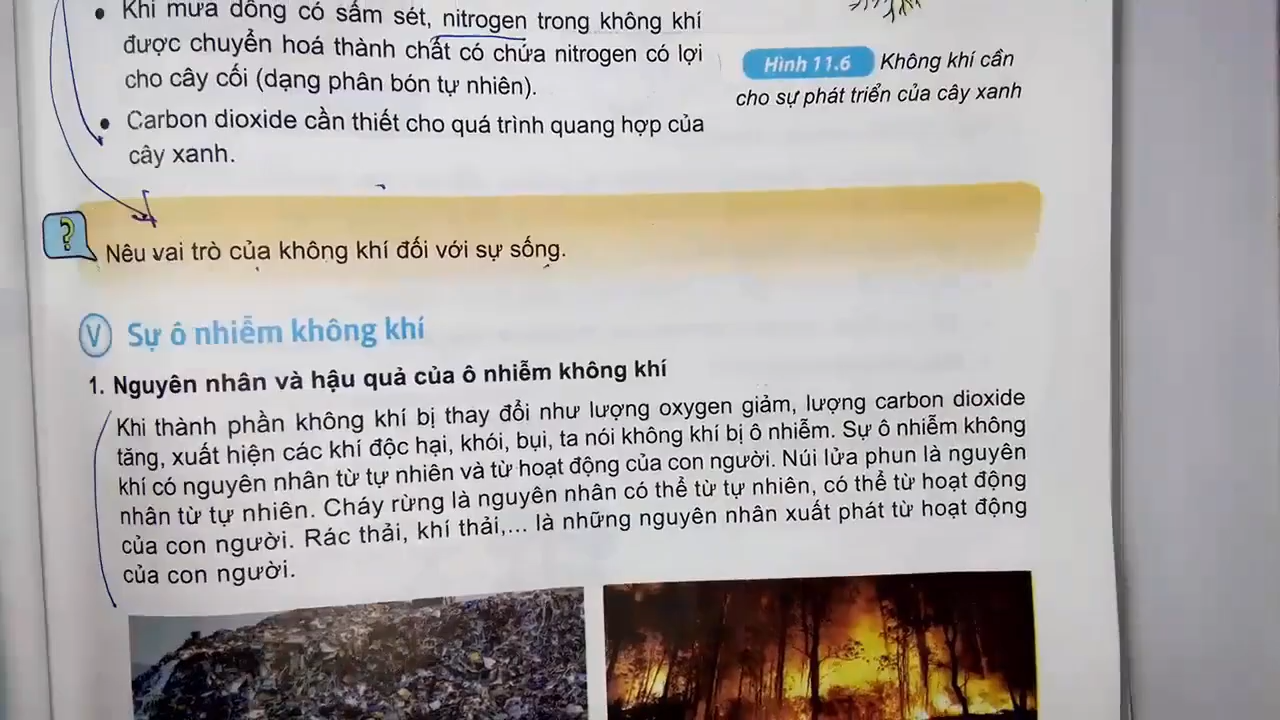 Khi mưa dông có sấm sét, nitrogen trong không khí
được chuyển hoá thành chất có chứa nitrogen có lợi
cho cây cối (dạng phân bón tự nhiên).
Carbon dioxide cần thiết cho quá trình quang hợp của
cây xanh.
Hình 11.6 Không khí cần
cho sự phát triển của cây xanh
?
Nêu vai trò của không khí đối với sự sống.
V Sự ô nhiễm không khí
1. Nguyên nhân và hậu quả của ô nhiễm không khí
Khi thành phần không khí bị thay đổi như lượng oxygen giảm, lượng carbon dioxide
tăng, xuất hiện các khí độc hại, khói, bụi, ta nói không khí bị ô nhiễm. Sự ô nhiễm không
khí có nguyên nhân từ tự nhiên và từ hoạt động của con người. Núi lửa phun là nguyên
nhân từ tự nhiên. Cháy rừng là nguyên nhân có thể từ tự nhiên, có thể từ hoạt động
của con người. Rác thải, khí thải,... là những nguyên nhân xuất phát từ hoạt động
của con người.